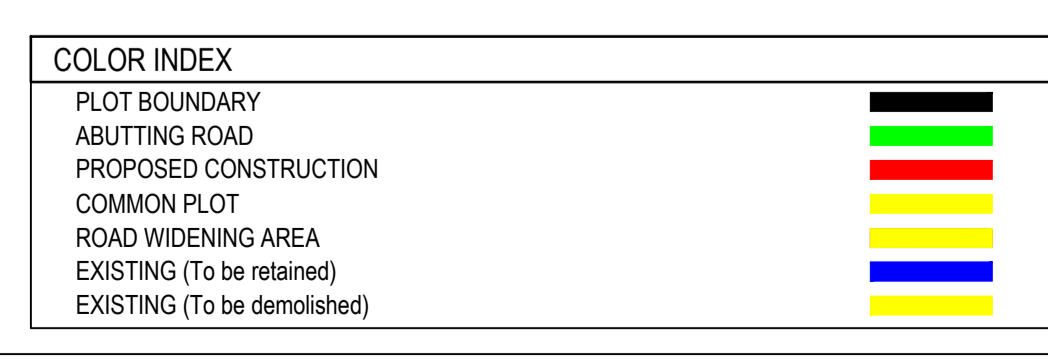 COLOR INDEX
PLOT BOUNDARY
ABUTTING ROAD
PROPOSED CONSTRUCTION
COMMON PLOT
ROAD WIDENING AREA
EXISTING (To be retained)
EXISTING (To be demolished)